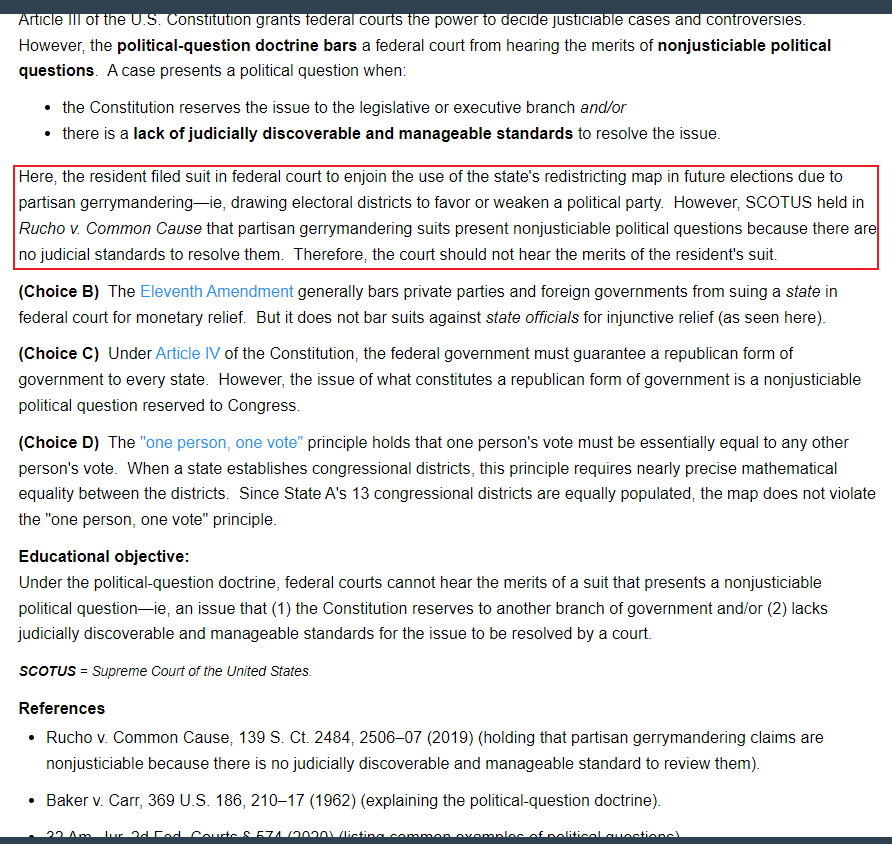 Article III of the U.S. Constitution grants federal courts the power to decide justiciable cases and controversies.
However, the political-question doctrine bars a federal court from hearing the merits of nonjusticiable political
questions.  A case presents a political question when:
• the Constitution reserves the issue to the legislative or executive branch and/or
• there is a lack of judicially discoverable and manageable standards to resolve the issue.
Here, the resident filed suit in federal court to enjoin the use of the state's redistricting map in future elections due to
partisan gerrymandering—ie, drawing electoral districts to favor or weaken a political party.  However, SCOTUS held in
Rucho v. Common Cause that partisan gerrymandering suits present nonjusticiable political questions because there are
no judicial standards to resolve them.  Therefore, the court should not hear the merits of the resident's suit.
(Choice B)  The Eleventh Amendment generally bars private parties and foreign governments from suing a state in
federal court for monetary relief.  But it does not bar suits against state officials for injunctive relief (as seen here).
(Choice C)  Under Article IV of the Constitution, the federal government must guarantee a republican form of
government to every state.  However, the issue of what constitutes a republican form of government is a nonjusticiable
political question reserved to Congress.
(Choice D)  The "one person, one vote" principle holds that one person's vote must be essentially equal to any other
person's vote.  When a state establishes congressional districts, this principle requires nearly precise mathematical
equality between the districts.  Since State A's 13 congressional districts are equally populated, the map does not violate
the "one person, one vote" principle.
Educational objective:
Under the political-question doctrine, federal courts cannot hear the merits of a suit that presents a nonjusticiable
political question—ie, an issue that (1) the Constitution reserves to another branch of government and/or (2) lacks
judicially discoverable and manageable standards for the issue to be resolved by a court.
SCOTUS = Supreme Court of the United States.
References
• Rucho v. Common Cause, 139 S. Ct. 2484, 2506–07 (2019) (holding that partisan gerrymandering claims are
nonjusticiable because there is no judicially discoverable and manageable standard to review them).
• Baker v. Carr, 369 U.S. 186, 210–17 (1962) (explaining the political-question doctrine).
• 32 Am. Jur. 2d Fed. Courts § 574 (2020) (listing common examples of political questions).